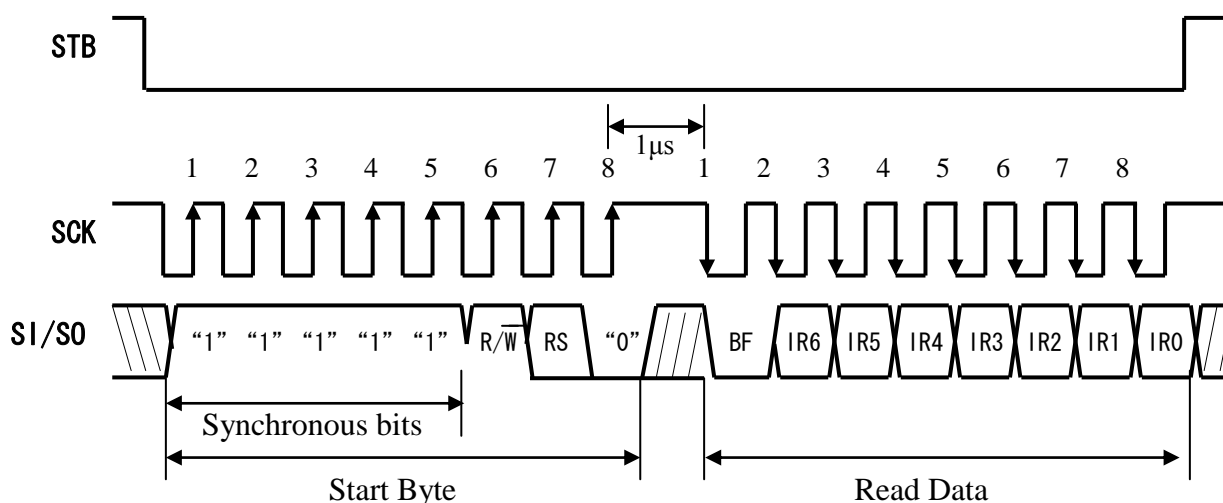 STB
1μs
1 2 3 4 5 6 7 8 1 2 3 4 5 6 7 8
SCK
SI/SO “1” “1” “1” “1” “1” R/W̅ RS “0” BF IR6 IR5 IR4 IR3 IR2 IR1 IR0
Synchronous bits
Start Byte Read Data